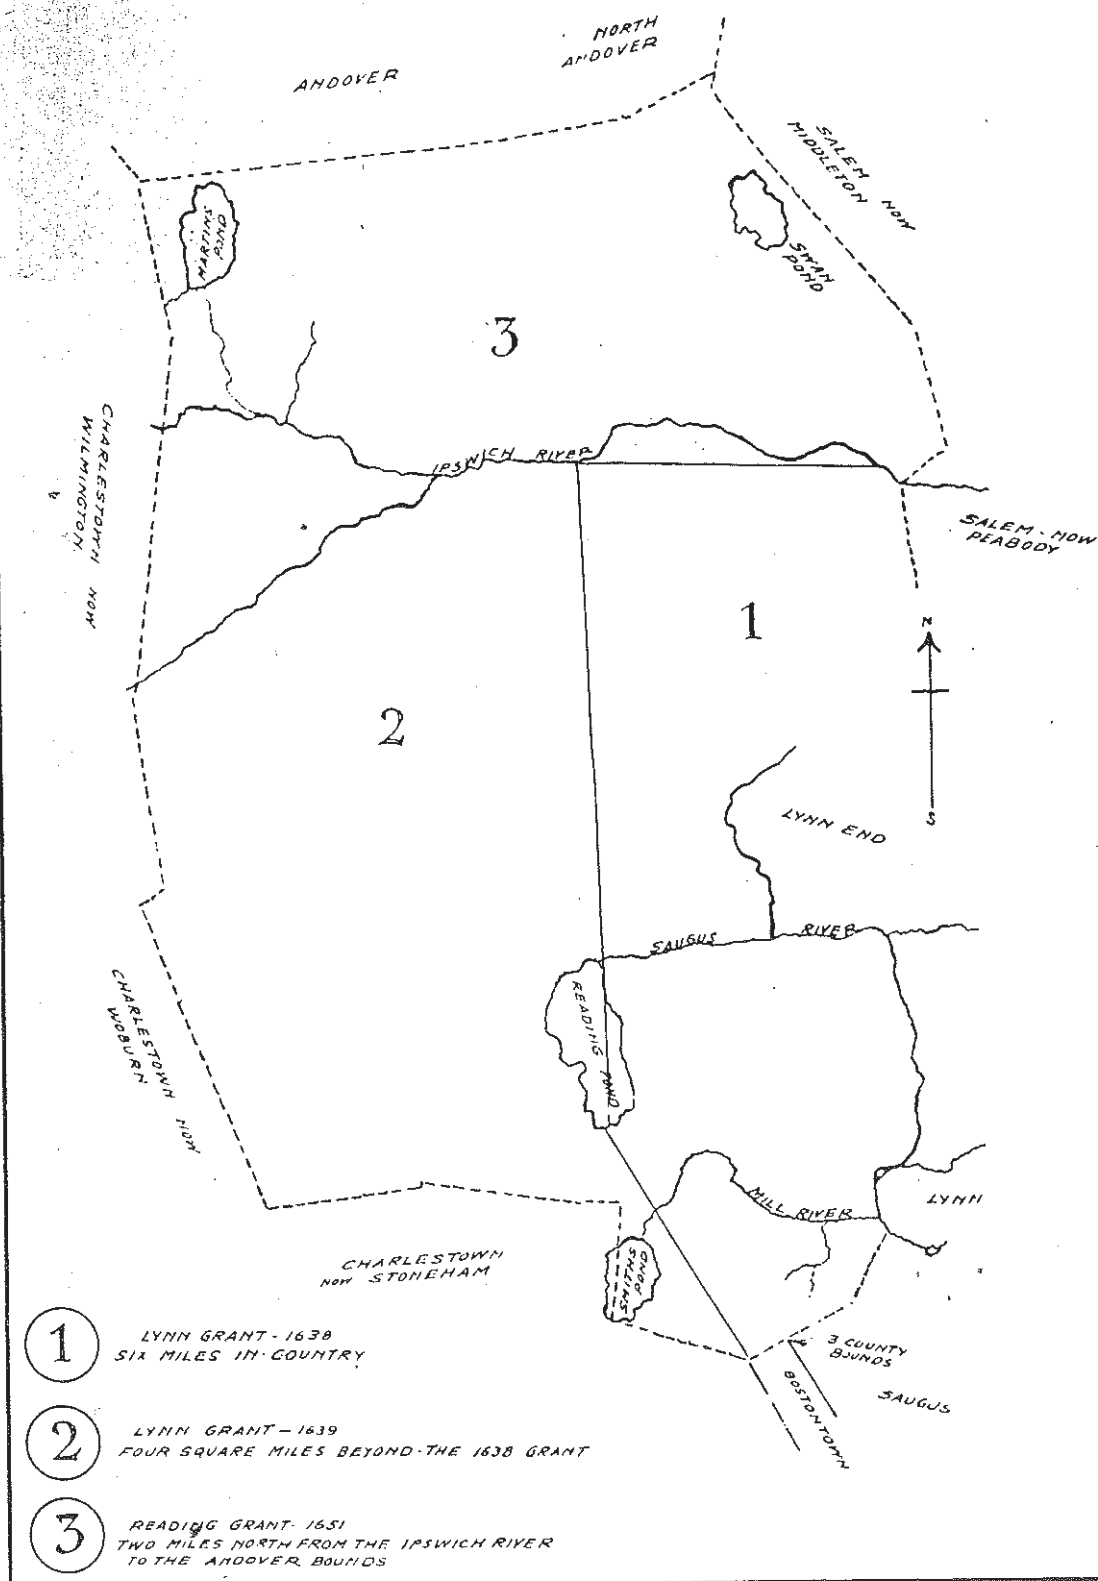 NORTH
ANDOVER
ANDOVER
SALEM NOW
MIDDLETON
MARTINS
POND
SWAN
POND
3
CHARLESTOWN NOW
WILMINGTON
IPSWICH RIVER
SALEM - NOW
PEABODY
1
N
2
LYNN END
S
SAUGUS RIVER
READING POND
CHARLESTOWN NOW
WOBURN
MILL RIVER
LYNN
SMITHS
POND
CHARLESTOWN
NOW STONEHAM
3 COUNTY
BOUNDS
BOSTONTOWN
SAUGUS
1
LYNN GRANT - 1638
SIX MILES IN COUNTRY
2
LYNN GRANT - 1639
FOUR SQUARE MILES BEYOND THE 1638 GRANT
3
READING GRANT - 1651
TWO MILES NORTH FROM THE IPSWICH RIVER
TO THE ANDOVER BOUNDS